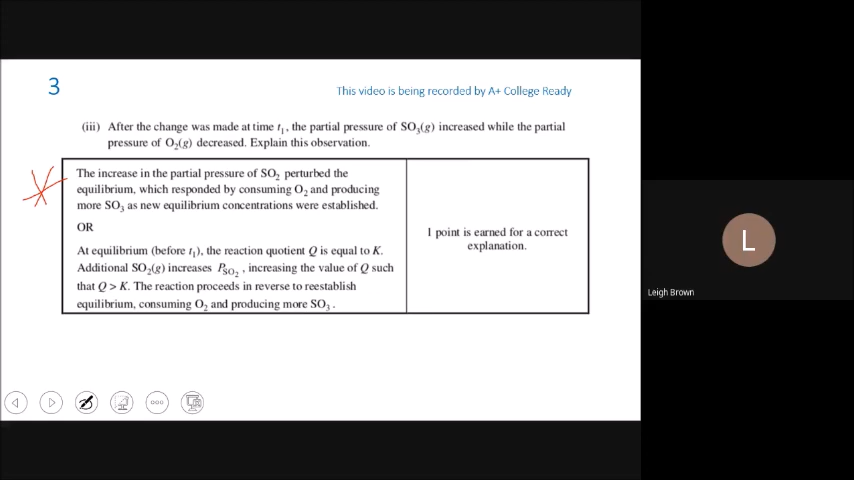 3
This video is being recorded by A+ College Ready
(iii) After the change was made at time t₁, the partial pressure of SO₃(g) increased while the partial
pressure of O₂(g) decreased. Explain this observation.
The increase in the partial pressure of SO₂ perturbed the
equilibrium, which responded by consuming O₂ and producing
more SO₃ as new equilibrium concentrations were established.
OR
At equilibrium (before t₁), the reaction quotient Q is equal to K.
Additional SO₂(g) increases P_SO₂, increasing the value of Q such
that Q > K. The reaction proceeds in reverse to reestablish
equilibrium, consuming O₂ and producing more SO₃.
1 point is earned for a correct
explanation.
L
Leigh Brown